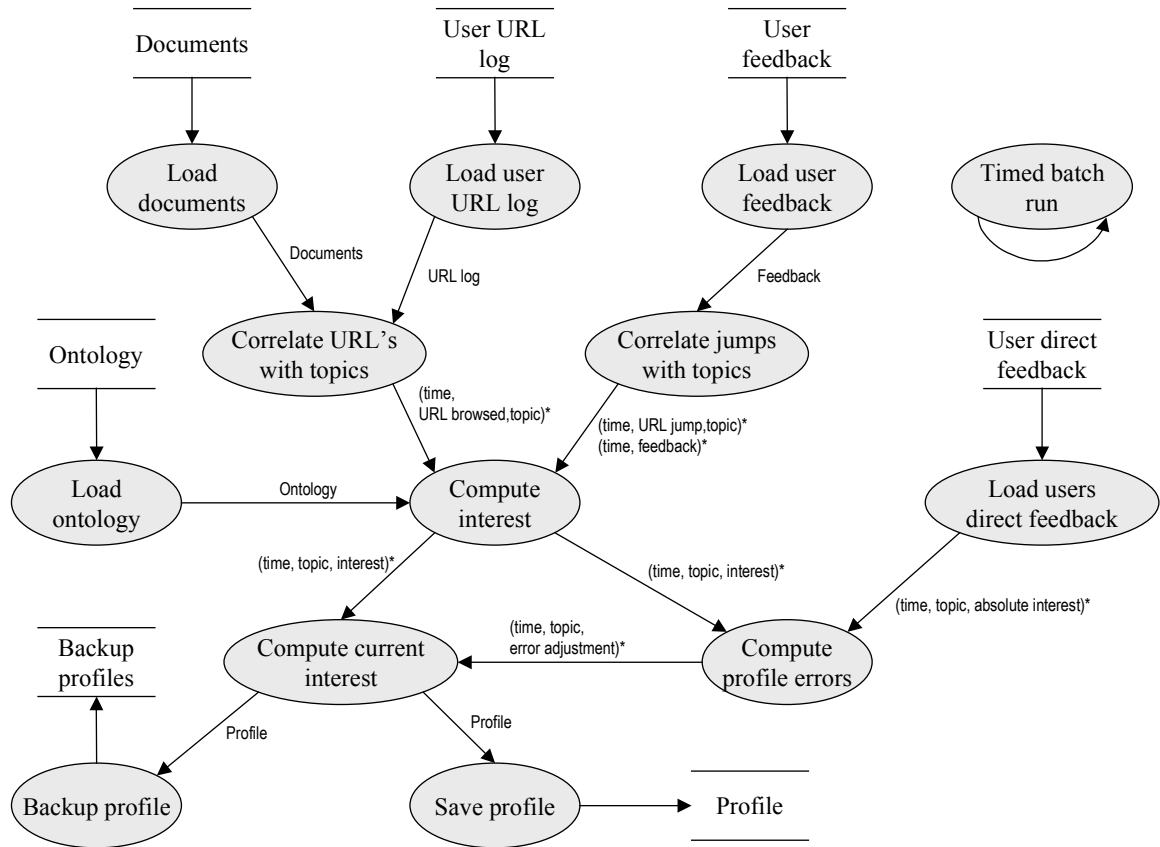 Documents
User URL
log
User
feedback
Load
documents
Load user
URL log
Load user
feedback
Timed batch
run
Documents
URL log
Feedback
Ontology
Correlate URL's
with topics
Correlate jumps
with topics
User direct
feedback
(time,
URL browsed,topic)*
(time, URL jump,topic)*
(time, feedback)*
Load
ontology
Ontology
Compute
interest
Load users
direct feedback
(time, topic, interest)*
(time, topic, interest)*
(time, topic, absolute interest)*
Backup
profiles
Compute current
interest
(time, topic,
error adjustment)*
Compute
profile errors
Profile
Profile
Backup profile
Save profile
Profile